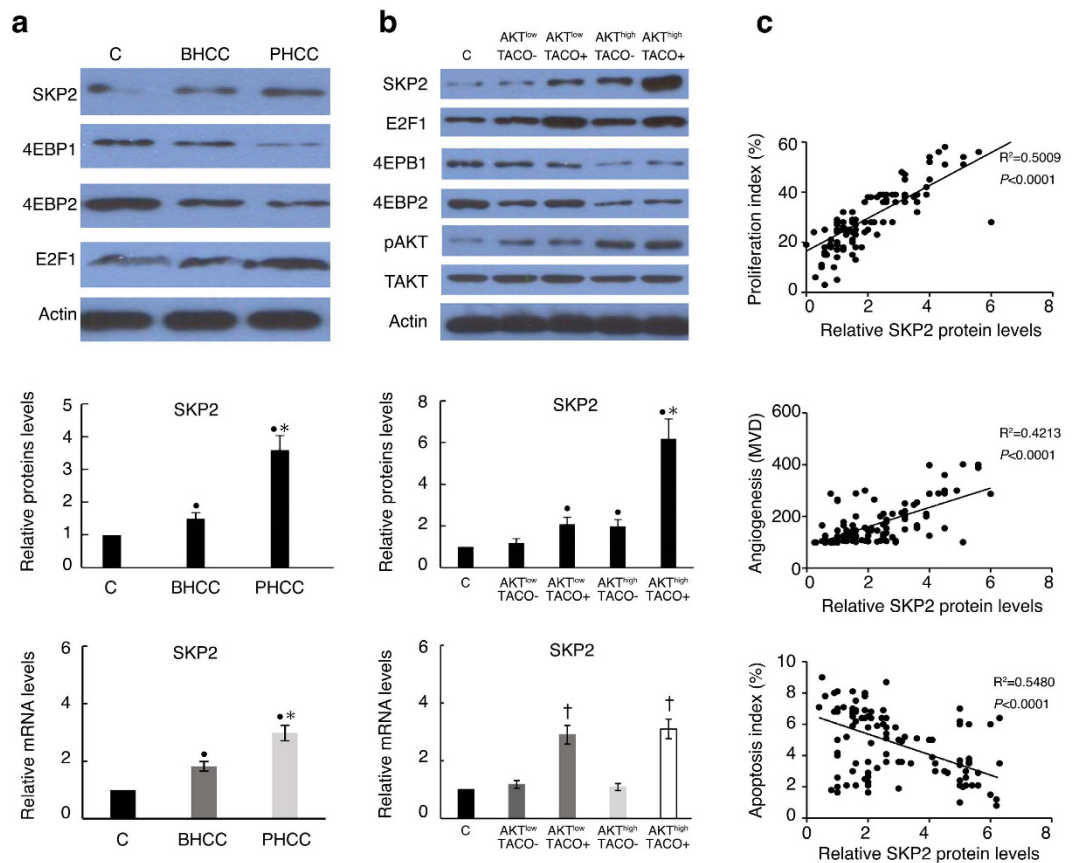 a
C BHCC PHCC
SKP2
4EBP1
4EBP2
E2F1
Actin
5
4
3
2
1
0
Relative proteins levels
SKP2
•
•*
C BHCC PHCC
6
4
2
0
Relative mRNA levels
SKP2
•
•*
C BHCC PHCC
b
AKTlow AKTlow AKThigh AKThigh
C TACO- TACO+ TACO- TACO+
SKP2
E2F1
4EPB1
4EBP2
pAKT
TAKT
Actin
8
6
4
2
0
Relative proteins levels
SKP2
•
•
•*
C AKTlow AKTlow AKThigh AKThigh
TACO- TACO+ TACO- TACO+
6
4
2
0
Relative mRNA levels
SKP2
†
†
C AKTlow AKTlow AKThigh AKThigh
TACO- TACO+ TACO- TACO+
c
60
40
20
0
Proliferation index (%)
R²=0.5009
P<0.0001
0 2 4 6 8
Relative SKP2 protein levels
600
400
200
0
Angiogenesis (MVD)
R²=0.4213
P<0.0001
0 2 4 6 8
Relative SKP2 protein levels
10
8
6
4
2
0
Apoptosis index (%)
R²=0.5480
P<0.0001
0 2 4 6 8
Relative SKP2 protein levels